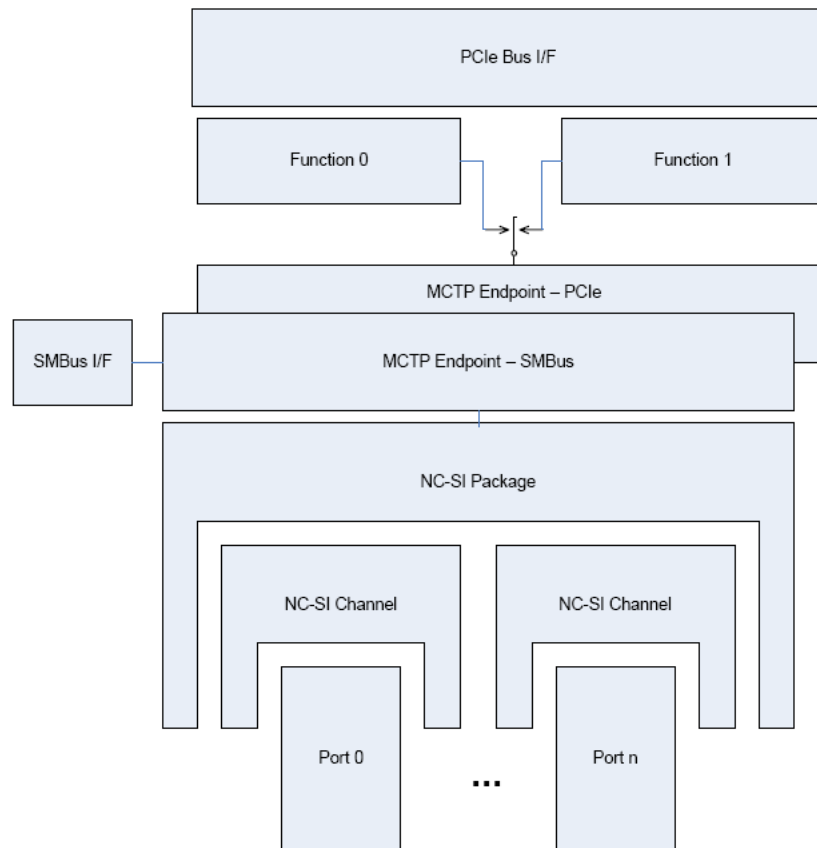 PCIe Bus I/F
Function 0
Function 1
MCTP Endpoint – PCIe
SMBus I/F
MCTP Endpoint – SMBus
NC-SI Package
NC-SI Channel
NC-SI Channel
Port 0
...
Port n